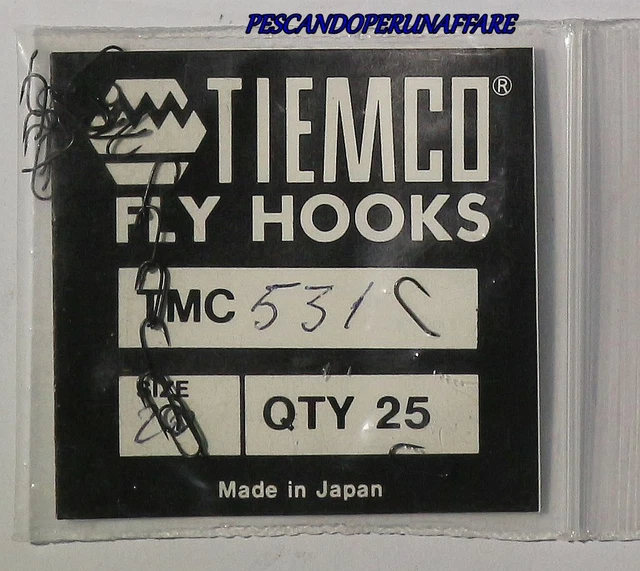 PESCANDOPERUNAFFARE
TIEMCO®
FLY HOOKS
TMC 531
SIZE
QTY 25
Made in Japan